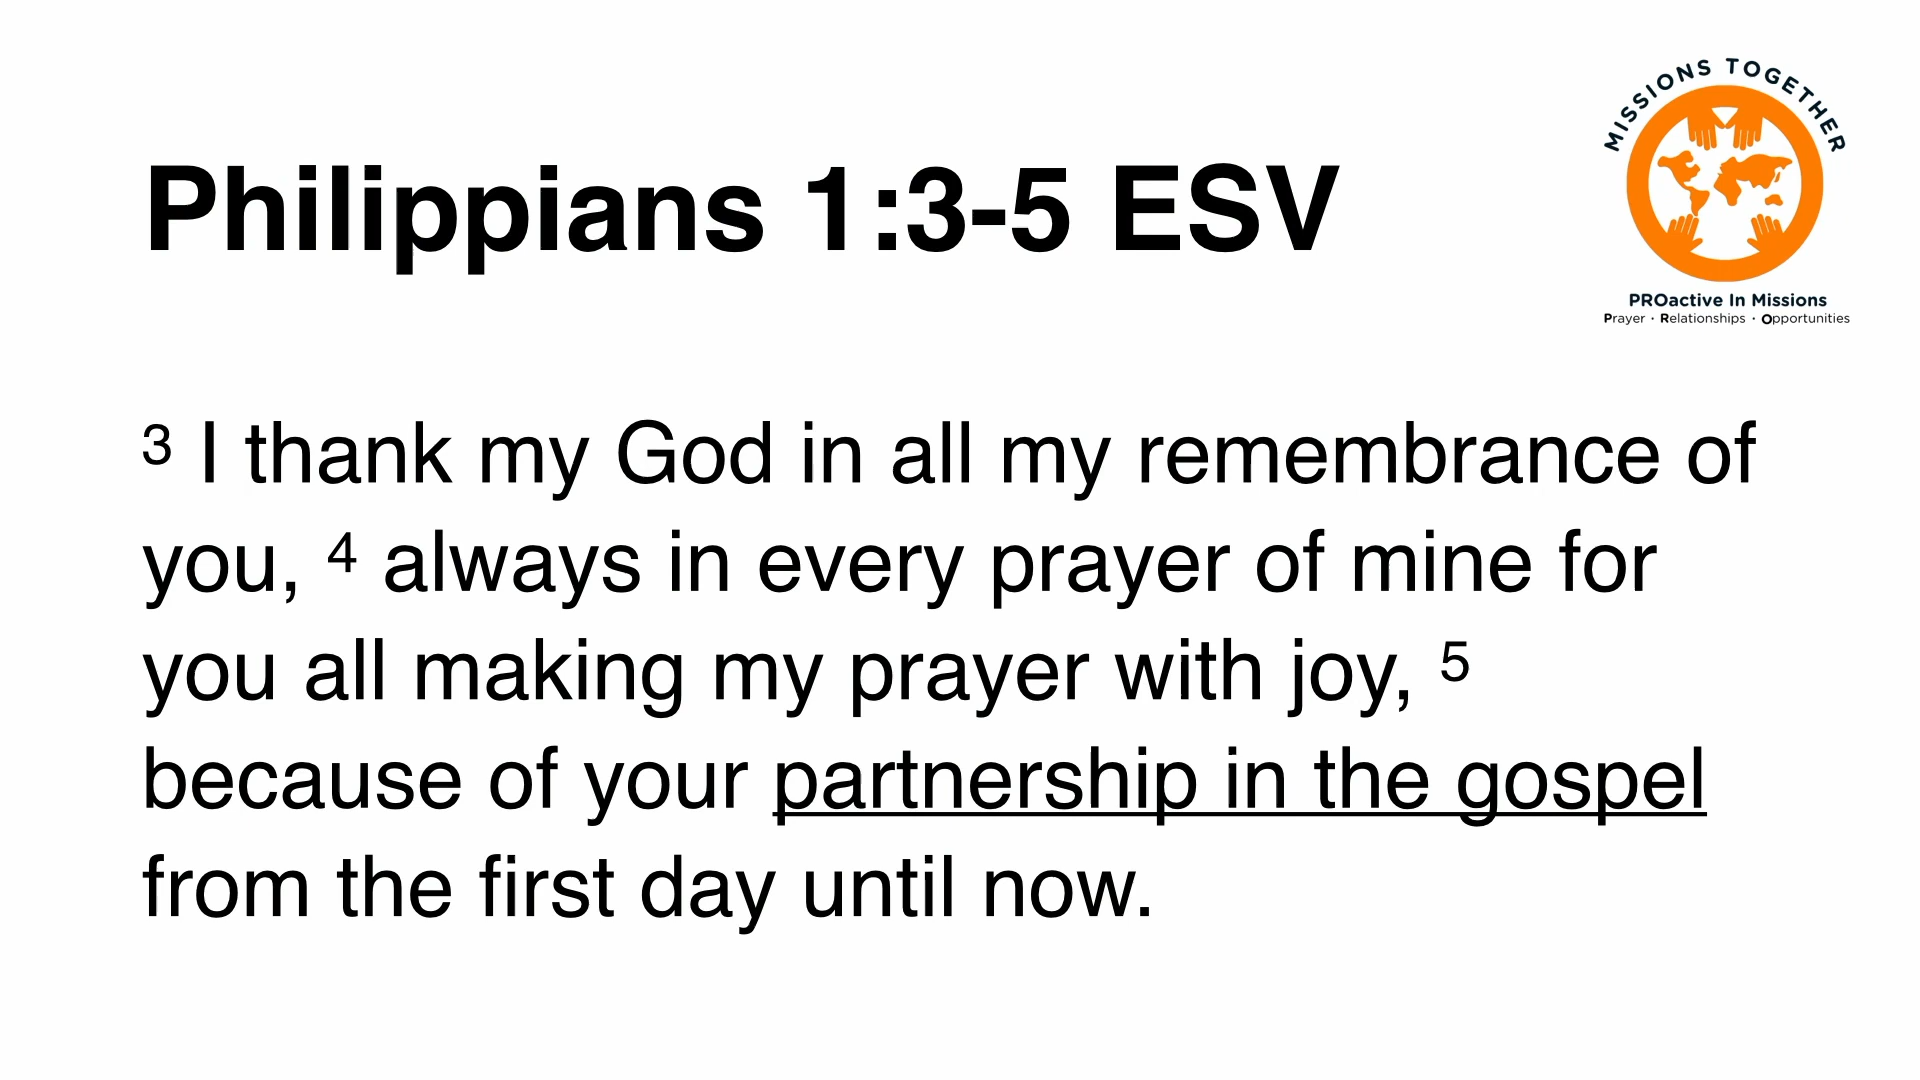 MISSIONS TOGETHER
Philippians 1:3-5 ESV
PROactive In Missions
Prayer · Relationships · Opportunities
³ I thank my God in all my remembrance of
you, ⁴ always in every prayer of mine for
you all making my prayer with joy, ⁵
because of your partnership in the gospel
from the first day until now.